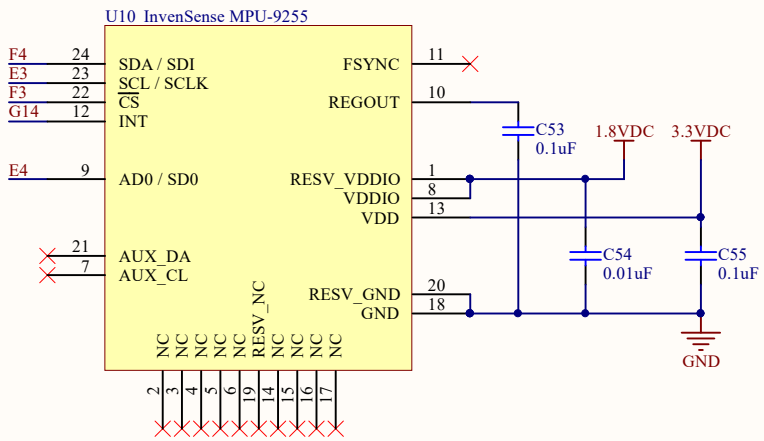 U10 InvenSense MPU-9255
F4 24 SDA / SDI
E3 23 SCL / SCLK
F3 22 CS
G14 12 INT
E4 9 AD0 / SD0
21 AUX_DA
7 AUX_CL
FSYNC 11
REGOUT 10
RESV_VDDIO 1
VDDIO 8
VDD 13
RESV_GND 20
GND 18
C53
0.1uF
1.8VDC
3.3VDC
C54
0.01uF
C55
0.1uF
GND
NC NC NC NC NC RESV_NC NC NC NC NC
2 3 4 5 6 19 14 15 16 17